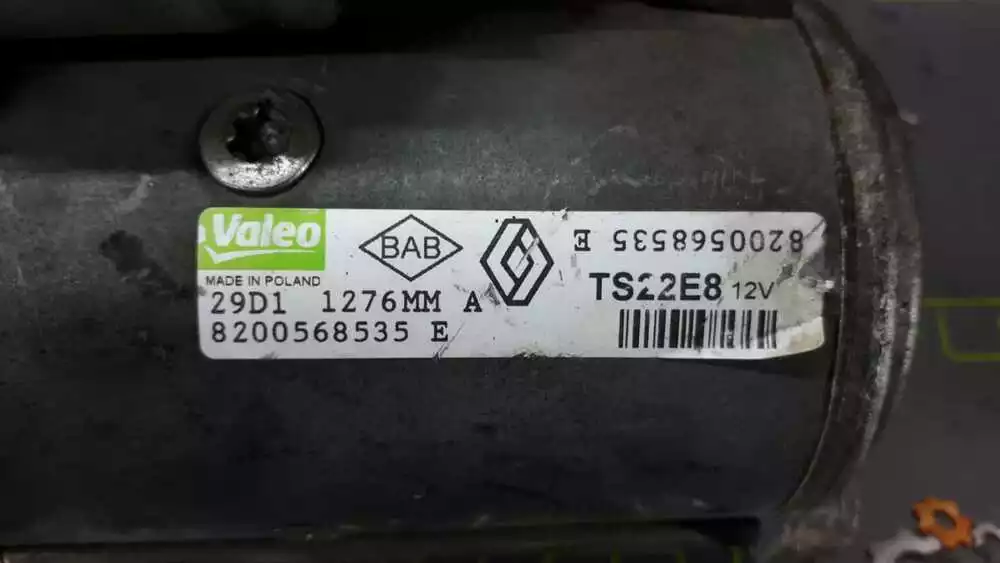 Valeo
MADE IN POLAND
BAB
8200568535 E
29D1 1276MM A
TS22E8 12V
8200568535 E